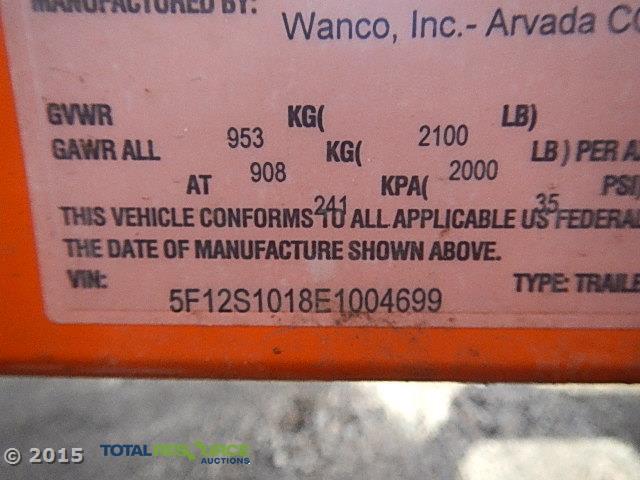 MANUFACTURED BY:
Wanco, Inc.- Arvada Co
GVWR 953 KG( 2100 LB)
GAWR ALL 908 KG( 2000 LB) PER A
AT 241 KPA( 35 PSI)
THIS VEHICLE CONFORMS TO ALL APPLICABLE US FEDERAL
THE DATE OF MANUFACTURE SHOWN ABOVE.
VIN: 5F12S1018E1004699 TYPE: TRAILE
© 2015
TOTAL RESOURCE
AUCTIONS